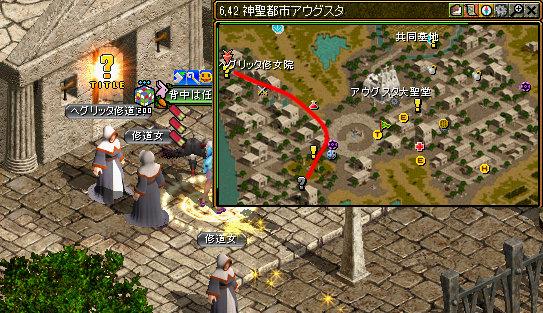 6,42 神聖都市アウグスタ
共同墓地
ヘグリッタ修女院
アウグスタ大聖堂
TITLE
背中は任
ヘグリッタ修道
200
修道女
修道女